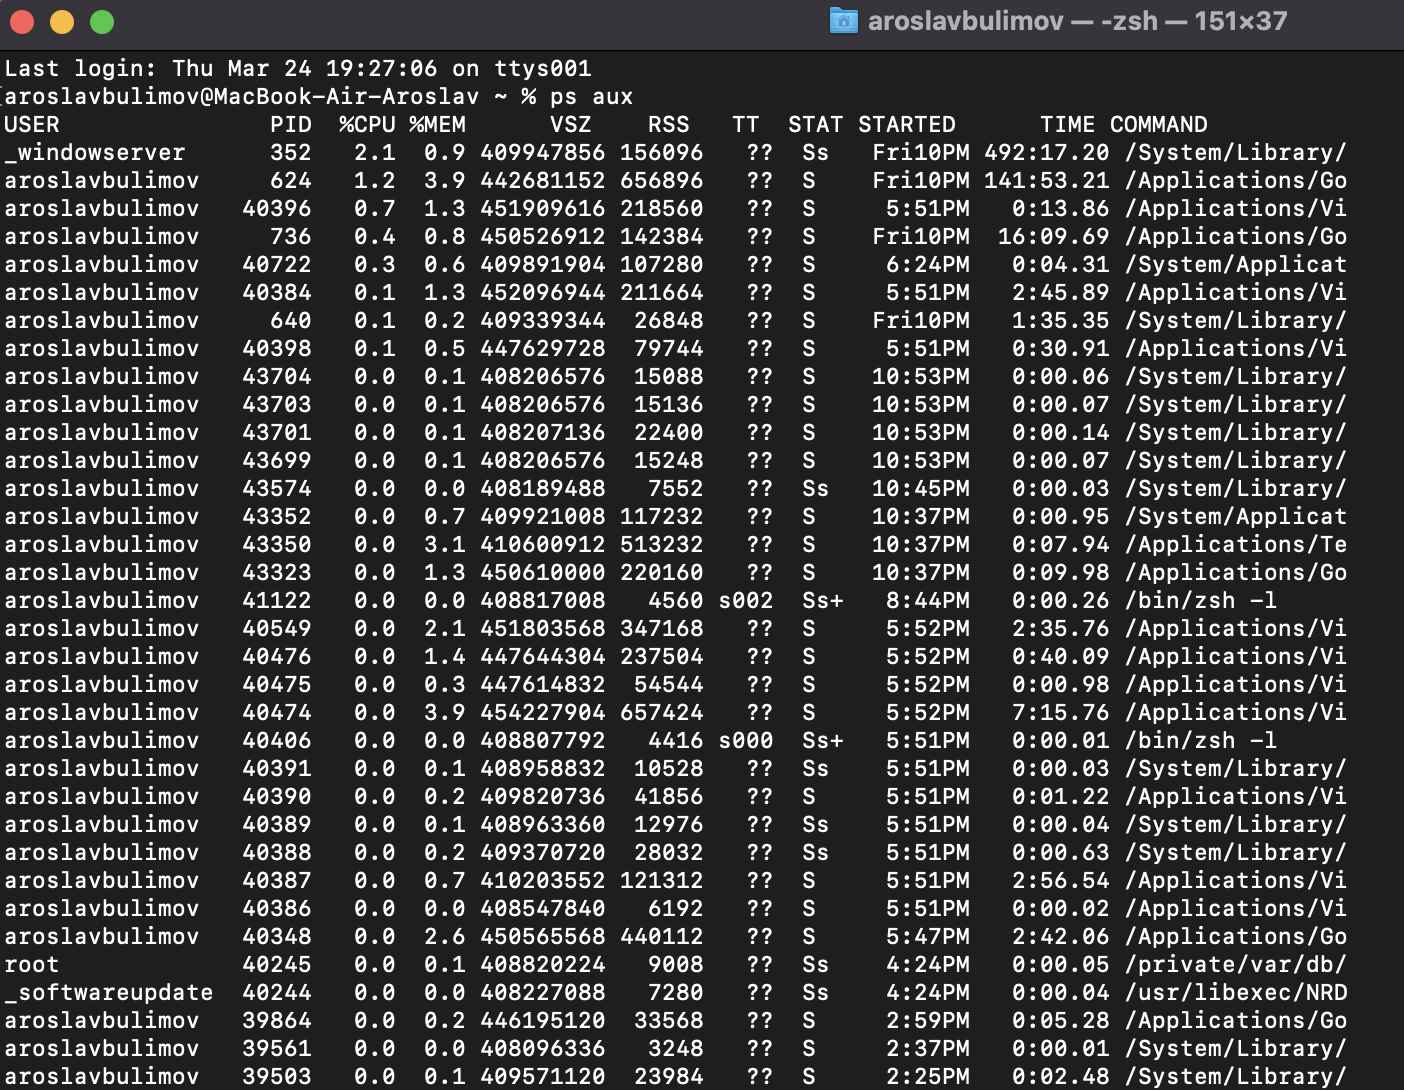 aroslavbulimov — -zsh — 151×37
Last login: Thu Mar 24 19:27:06 on ttys001
aroslavbulimov@MacBook-Air-Aroslav ~ % ps aux
USER PID %CPU %MEM VSZ RSS TT STAT STARTED TIME COMMAND
_windowserver 352 2.1 0.9 409947856 156096 ?? Ss Fri10PM 492:17.20 /System/Library/
aroslavbulimov 624 1.2 3.9 442681152 656896 ?? S Fri10PM 141:53.21 /Applications/Go
aroslavbulimov 40396 0.7 1.3 451909616 218560 ?? S 5:51PM 0:13.86 /Applications/Vi
aroslavbulimov 736 0.4 0.8 450526912 142384 ?? S Fri10PM 16:09.69 /Applications/Go
aroslavbulimov 40722 0.3 0.6 409891904 107280 ?? S 6:24PM 0:04.31 /System/Applicat
aroslavbulimov 40384 0.1 1.3 452096944 211664 ?? S 5:51PM 2:45.89 /Applications/Vi
aroslavbulimov 640 0.1 0.2 409339344 26848 ?? S Fri10PM 1:35.35 /System/Library/
aroslavbulimov 40398 0.1 0.5 447629728 79744 ?? S 5:51PM 0:30.91 /Applications/Vi
aroslavbulimov 43704 0.0 0.1 408206576 15088 ?? S 10:53PM 0:00.06 /System/Library/
aroslavbulimov 43703 0.0 0.1 408206576 15136 ?? S 10:53PM 0:00.07 /System/Library/
aroslavbulimov 43701 0.0 0.1 408207136 22400 ?? S 10:53PM 0:00.14 /System/Library/
aroslavbulimov 43699 0.0 0.1 408206576 15248 ?? S 10:53PM 0:00.07 /System/Library/
aroslavbulimov 43574 0.0 0.0 408189488 7552 ?? Ss 10:45PM 0:00.03 /System/Library/
aroslavbulimov 43352 0.0 0.7 409921008 117232 ?? S 10:37PM 0:00.95 /System/Applicat
aroslavbulimov 43350 0.0 3.1 410600912 513232 ?? S 10:37PM 0:07.94 /Applications/Te
aroslavbulimov 43323 0.0 1.3 450610000 220160 ?? S 10:37PM 0:09.98 /Applications/Go
aroslavbulimov 41122 0.0 0.0 408817008 4560 s002 Ss+ 8:44PM 0:00.26 /bin/zsh -l
aroslavbulimov 40549 0.0 2.1 451803568 347168 ?? S 5:52PM 2:35.76 /Applications/Vi
aroslavbulimov 40476 0.0 1.4 447644304 237504 ?? S 5:52PM 0:40.09 /Applications/Vi
aroslavbulimov 40475 0.0 0.3 447614832 54544 ?? S 5:52PM 0:00.98 /Applications/Vi
aroslavbulimov 40474 0.0 3.9 454227904 657424 ?? S 5:52PM 7:15.76 /Applications/Vi
aroslavbulimov 40406 0.0 0.0 408807792 4416 s000 Ss+ 5:51PM 0:00.01 /bin/zsh -l
aroslavbulimov 40391 0.0 0.1 408958832 10528 ?? Ss 5:51PM 0:00.03 /System/Library/
aroslavbulimov 40390 0.0 0.2 409820736 41856 ?? S 5:51PM 0:01.22 /Applications/Vi
aroslavbulimov 40389 0.0 0.1 408963360 12976 ?? Ss 5:51PM 0:00.04 /System/Library/
aroslavbulimov 40388 0.0 0.2 409370720 28032 ?? Ss 5:51PM 0:00.63 /System/Library/
aroslavbulimov 40387 0.0 0.7 410203552 121312 ?? S 5:51PM 2:56.54 /Applications/Vi
aroslavbulimov 40386 0.0 0.0 408547840 6192 ?? S 5:51PM 0:00.02 /Applications/Vi
aroslavbulimov 40348 0.0 2.6 450565568 440112 ?? S 5:47PM 2:42.06 /Applications/Go
root 40245 0.0 0.1 408820224 9008 ?? Ss 4:24PM 0:00.05 /private/var/db/
_softwareupdate 40244 0.0 0.0 408227088 7280 ?? Ss 4:24PM 0:00.04 /usr/libexec/NRD
aroslavbulimov 39864 0.0 0.2 446195120 33568 ?? S 2:59PM 0:05.28 /Applications/Go
aroslavbulimov 39561 0.0 0.0 408096336 3248 ?? S 2:37PM 0:00.01 /System/Library/
aroslavbulimov 39503 0.0 0.1 409571120 23984 ?? S 2:25PM 0:02.48 /System/Library/